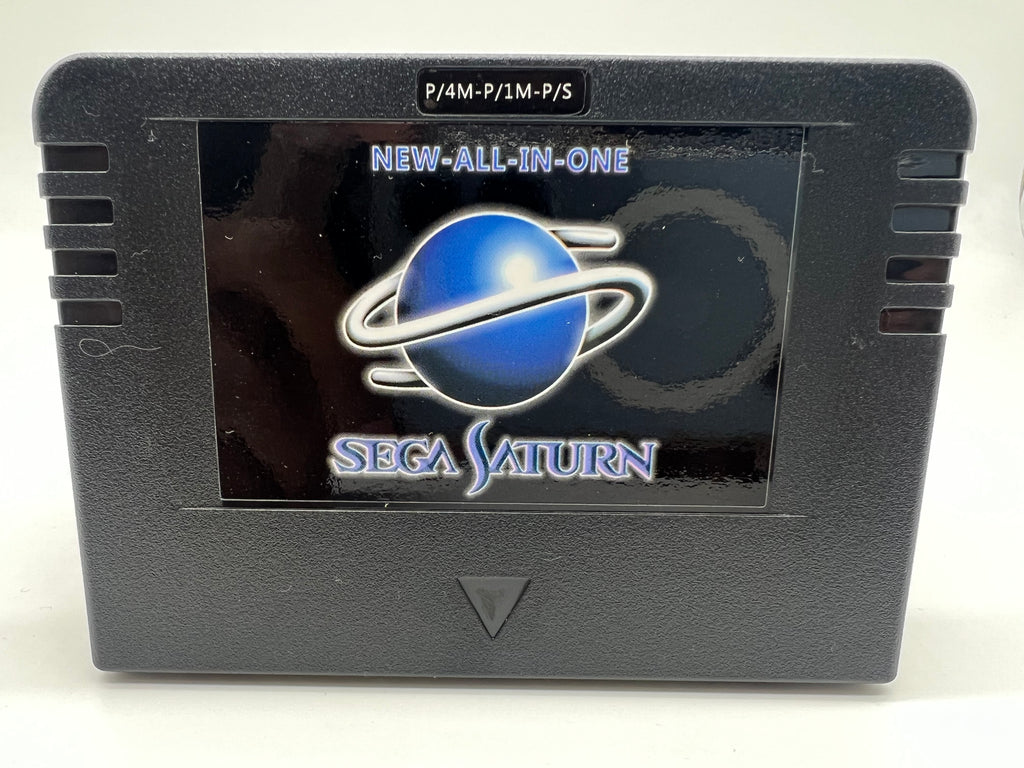 P/4M-P/1M-P/S
NEW-ALL-IN-ONE
SEGA SATURN